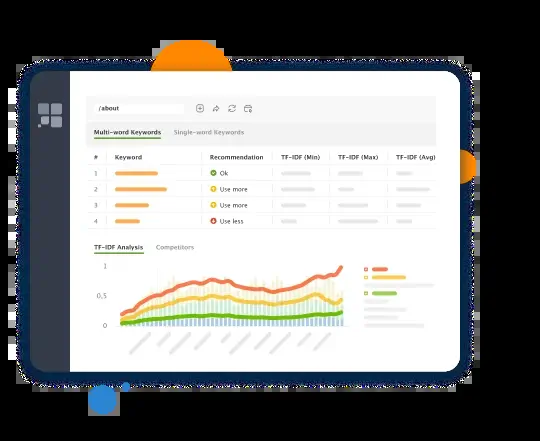 /about
Multi-word Keywords Single-word Keywords
# Keyword Recommendation TF-IDF (Min) TF-IDF (Max) TF-IDF (Avg)
1 Ok
2 Use more
3 Use more
4 Use less
TF-IDF Analysis Competitors
1
0,5
0